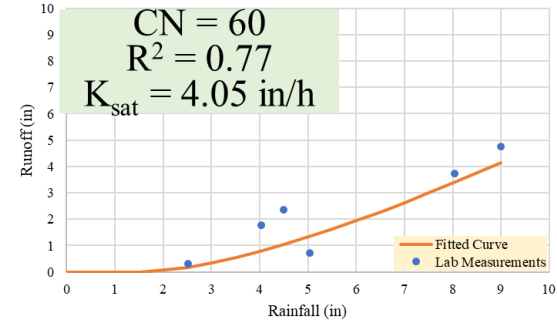 CN = 60
R² = 0.77
Ksat = 4.05 in/h
10
9
8
7
6
5
4
3
2
1
0
Runoff (in)
Fitted Curve
Lab Measurements
0 1 2 3 4 5 6 7 8 9 10
Rainfall (in)